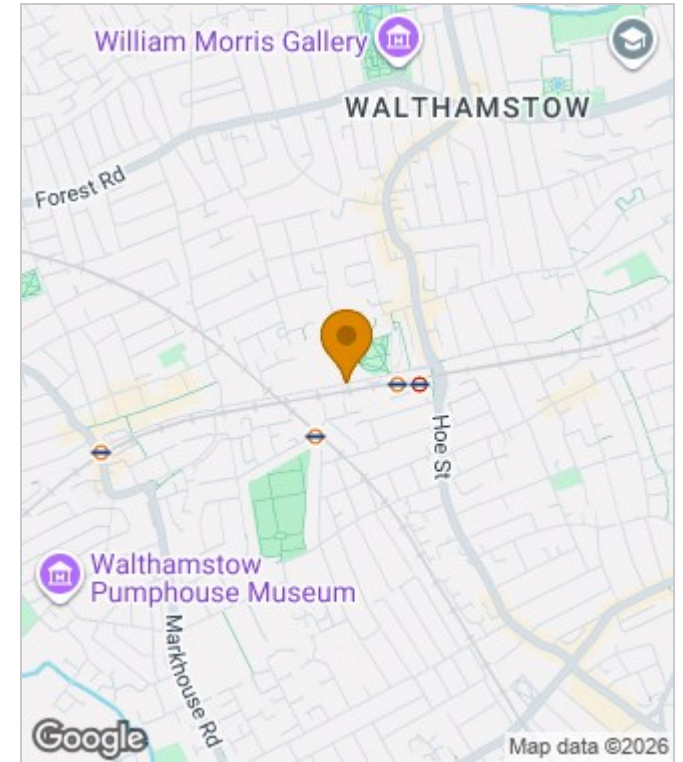 William Morris Gallery
WALTHAMSTOW
Forest Rd
Hoe St
Walthamstow
Pumphouse Museum
Markhouse Rd
Google
Map data ©2026